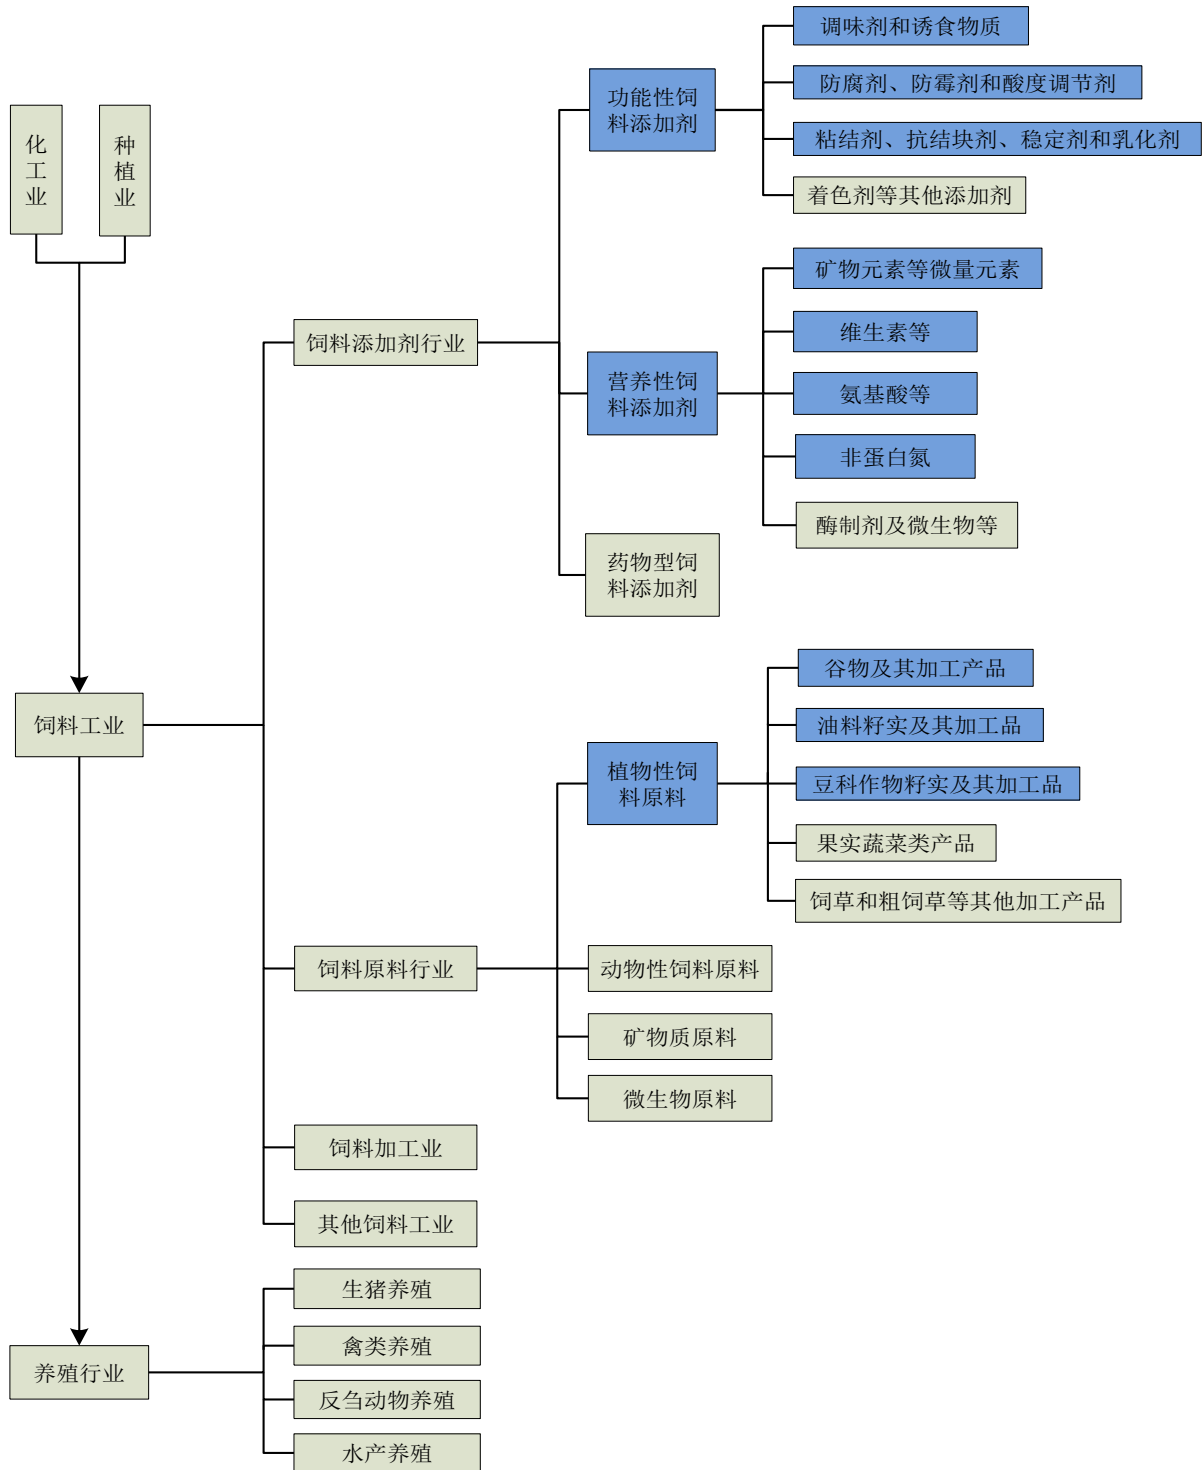 化工业
种植业
调味剂和诱食物质
功能性饲
料添加剂
防腐剂、防霉剂和酸度调节剂
粘结剂、抗结块剂、稳定剂和乳化剂
着色剂等其他添加剂
矿物元素等微量元素
饲料添加剂行业
维生素等
营养性饲
料添加剂
氨基酸等
非蛋白氮
酶制剂及微生物等
药物型饲
料添加剂
饲料工业
谷物及其加工产品
油料籽实及其加工品
植物性饲
料原料
豆科作物籽实及其加工品
果实蔬菜类产品
饲草和粗饲草等其他加工产品
饲料原料行业
动物性饲料原料
矿物质原料
微生物原料
饲料加工业
其他饲料工业
养殖行业
生猪养殖
禽类养殖
反刍动物养殖
水产养殖